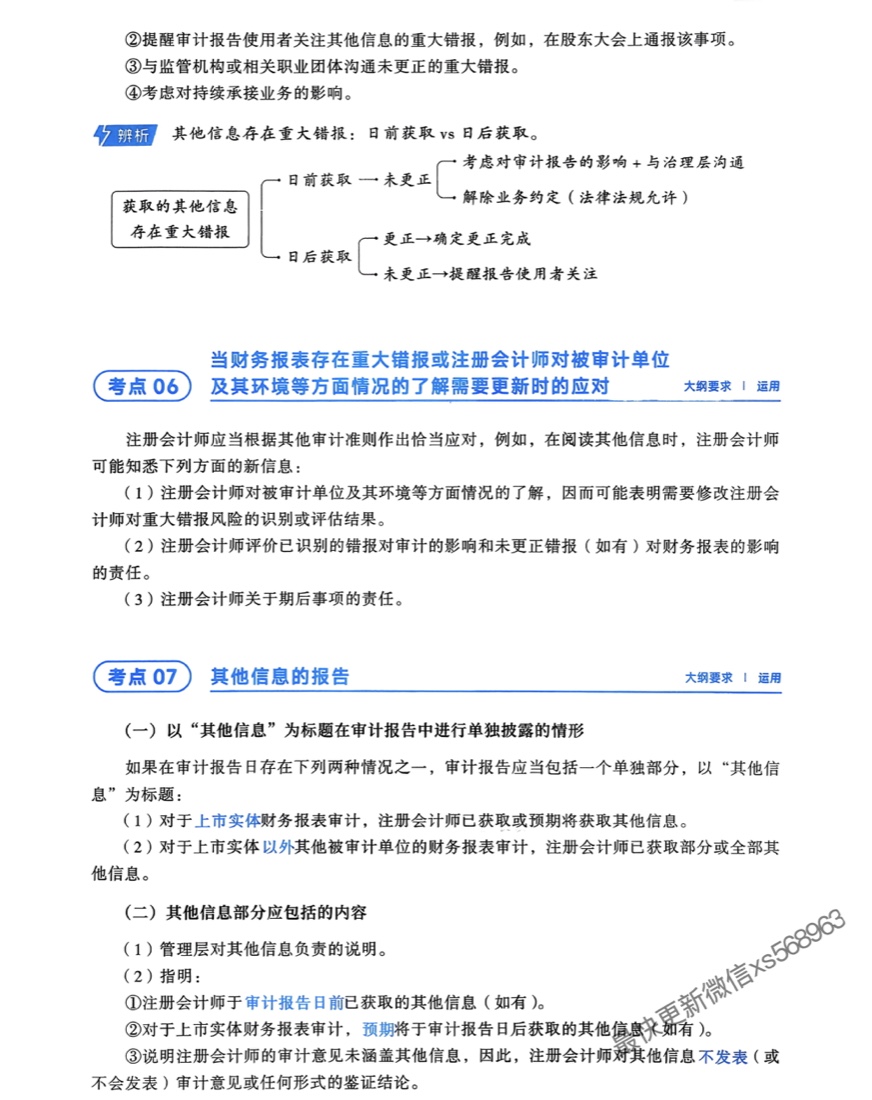 ②提醒审计报告使用者关注其他信息的重大错报，例如，在股东大会上通报该事项。
③与监管机构或相关职业团体沟通未更正的重大错报。
④考虑对持续承接业务的影响。
辨析 其他信息存在重大错报：日前获取 vs 日后获取。
获取的其他信息
存在重大错报
日前获取 → 未更正
考虑对审计报告的影响 + 与治理层沟通
解除业务约定（法律法规允许）
日后获取
更正→确定更正完成
未更正→提醒报告使用者关注
考点 06 当财务报表存在重大错报或注册会计师对被审计单位
及其环境等方面情况的了解需要更新时的应对 大纲要求 | 运用
注册会计师应当根据其他审计准则作出恰当应对，例如，在阅读其他信息时，注册会计师
可能知悉下列方面的新信息：
（1）注册会计师对被审计单位及其环境等方面情况的了解，因而可能表明需要修改注册会
计师对重大错报风险的识别或评估结果。
（2）注册会计师评价已识别的错报对审计的影响和未更正错报（如有）对财务报表的影响
的责任。
（3）注册会计师关于期后事项的责任。
考点 07 其他信息的报告 大纲要求 | 运用
（一）以“其他信息”为标题在审计报告中进行单独披露的情形
如果在审计报告日存在下列两种情况之一，审计报告应当包括一个单独部分，以“其他信
息”为标题：
（1）对于上市实体财务报表审计，注册会计师已获取或预期将获取其他信息。
（2）对于上市实体以外其他被审计单位的财务报表审计，注册会计师已获取部分或全部其
他信息。
（二）其他信息部分应包括的内容
（1）管理层对其他信息负责的说明。
（2）指明：
①注册会计师于审计报告日前已获取的其他信息（如有）。
②对于上市实体财务报表审计，预期将于审计报告日后获取的其他信息（如有）。
③说明注册会计师的审计意见未涵盖其他信息，因此，注册会计师对其他信息不发表（或
不会发表）审计意见或任何形式的鉴证结论。
最快更新微信xs568963